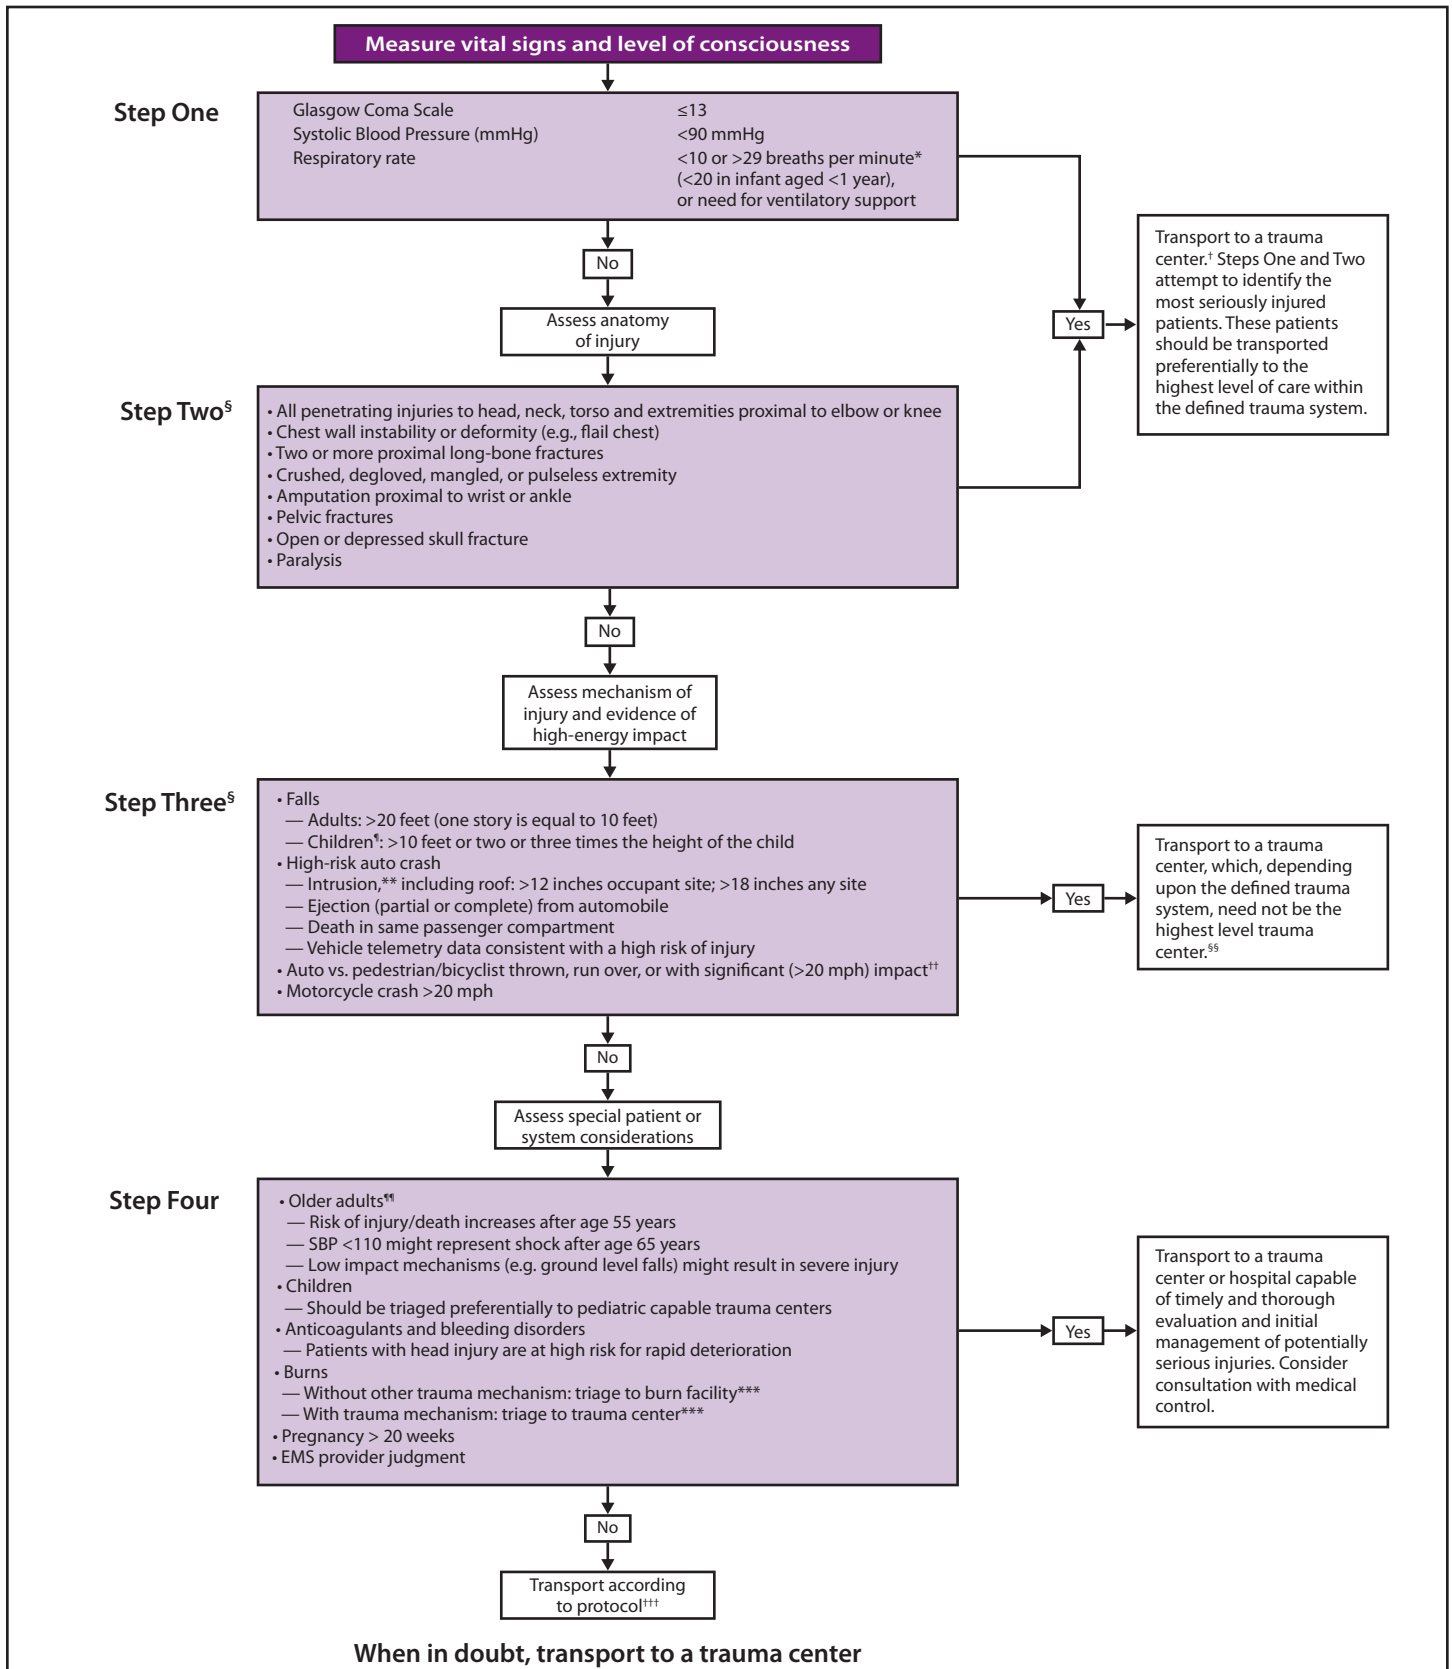 Measure vital signs and level of consciousness
Step One
Glasgow Coma Scale ≤13
Systolic Blood Pressure (mmHg) <90 mmHg
Respiratory rate <10 or >29 breaths per minute*
(<20 in infant aged <1 year),
or need for ventilatory support
No
Yes
Transport to a trauma
center.† Steps One and Two
attempt to identify the
most seriously injured
patients. These patients
should be transported
preferentially to the
highest level of care within
the defined trauma system.
Assess anatomy
of injury
Step Two§
• All penetrating injuries to head, neck, torso and extremities proximal to elbow or knee
• Chest wall instability or deformity (e.g., flail chest)
• Two or more proximal long-bone fractures
• Crushed, degloved, mangled, or pulseless extremity
• Amputation proximal to wrist or ankle
• Pelvic fractures
• Open or depressed skull fracture
• Paralysis
No
Assess mechanism of
injury and evidence of
high-energy impact
Step Three§
• Falls
— Adults: >20 feet (one story is equal to 10 feet)
— Children¶: >10 feet or two or three times the height of the child
• High-risk auto crash
— Intrusion,** including roof: >12 inches occupant site; >18 inches any site
— Ejection (partial or complete) from automobile
— Death in same passenger compartment
— Vehicle telemetry data consistent with a high risk of injury
• Auto vs. pedestrian/bicyclist thrown, run over, or with significant (>20 mph) impact††
• Motorcycle crash >20 mph
Yes
Transport to a trauma
center, which, depending
upon the defined trauma
system, need not be the
highest level trauma
center.§§
No
Assess special patient or
system considerations
Step Four
• Older adults¶¶
— Risk of injury/death increases after age 55 years
— SBP <110 might represent shock after age 65 years
— Low impact mechanisms (e.g. ground level falls) might result in severe injury
• Children
— Should be triaged preferentially to pediatric capable trauma centers
• Anticoagulants and bleeding disorders
— Patients with head injury are at high risk for rapid deterioration
• Burns
— Without other trauma mechanism: triage to burn facility***
— With trauma mechanism: triage to trauma center***
• Pregnancy > 20 weeks
• EMS provider judgment
Yes
Transport to a trauma
center or hospital capable
of timely and thorough
evaluation and initial
management of potentially
serious injuries. Consider
consultation with medical
control.
No
Transport according
to protocol†††
When in doubt, transport to a trauma center